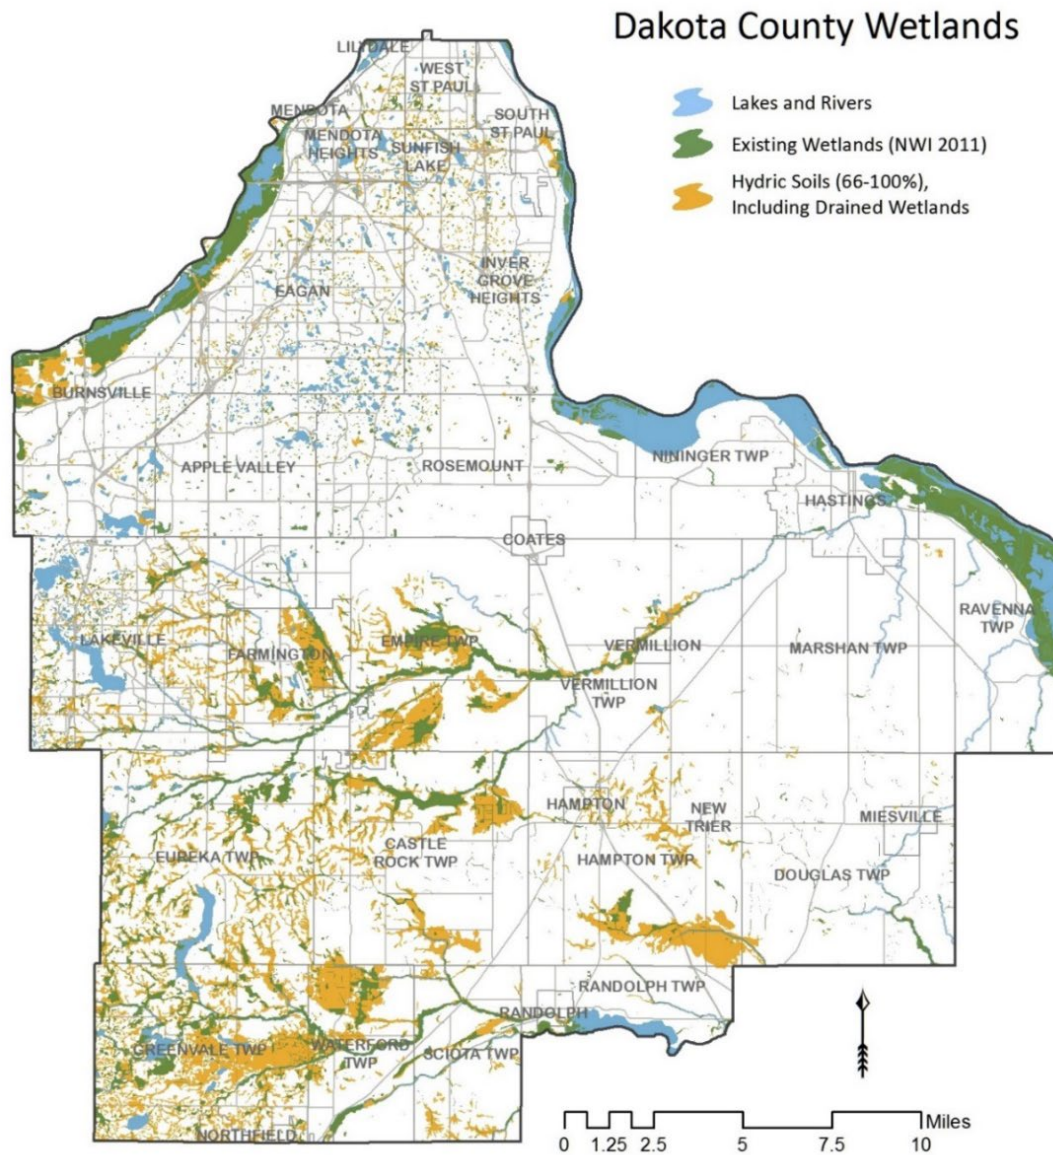 Dakota County Wetlands
Lakes and Rivers
Existing Wetlands (NWI 2011)
Hydric Soils (66-100%),
Including Drained Wetlands
LILYDALE
WEST
ST PAUL
MENDOTA
SOUTH
ST PAUL
MENDOTA
HEIGHTS
SUNFISH
LAKE
INVER
GROVE
HEIGHTS
EAGAN
BURNSVILLE
APPLE VALLEY
ROSEMOUNT
NININGER TWP
HASTINGS
COATES
RAVENNA
TWP
LAKEVILLE
FARMINGTON
EMPIRE TWP
VERMILLION
MARSHAN TWP
VERMILLION
TWP
HAMPTON
NEW
TRIER
MIESVILLE
EUREKA TWP
CASTLE
ROCK TWP
HAMPTON TWP
DOUGLAS TWP
RANDOLPH TWP
RANDOLPH
GREENVALE TWP
WATERFORD
TWP
SCIOTA TWP
NORTHFIELD
Miles
0 1.25 2.5 5 7.5 10